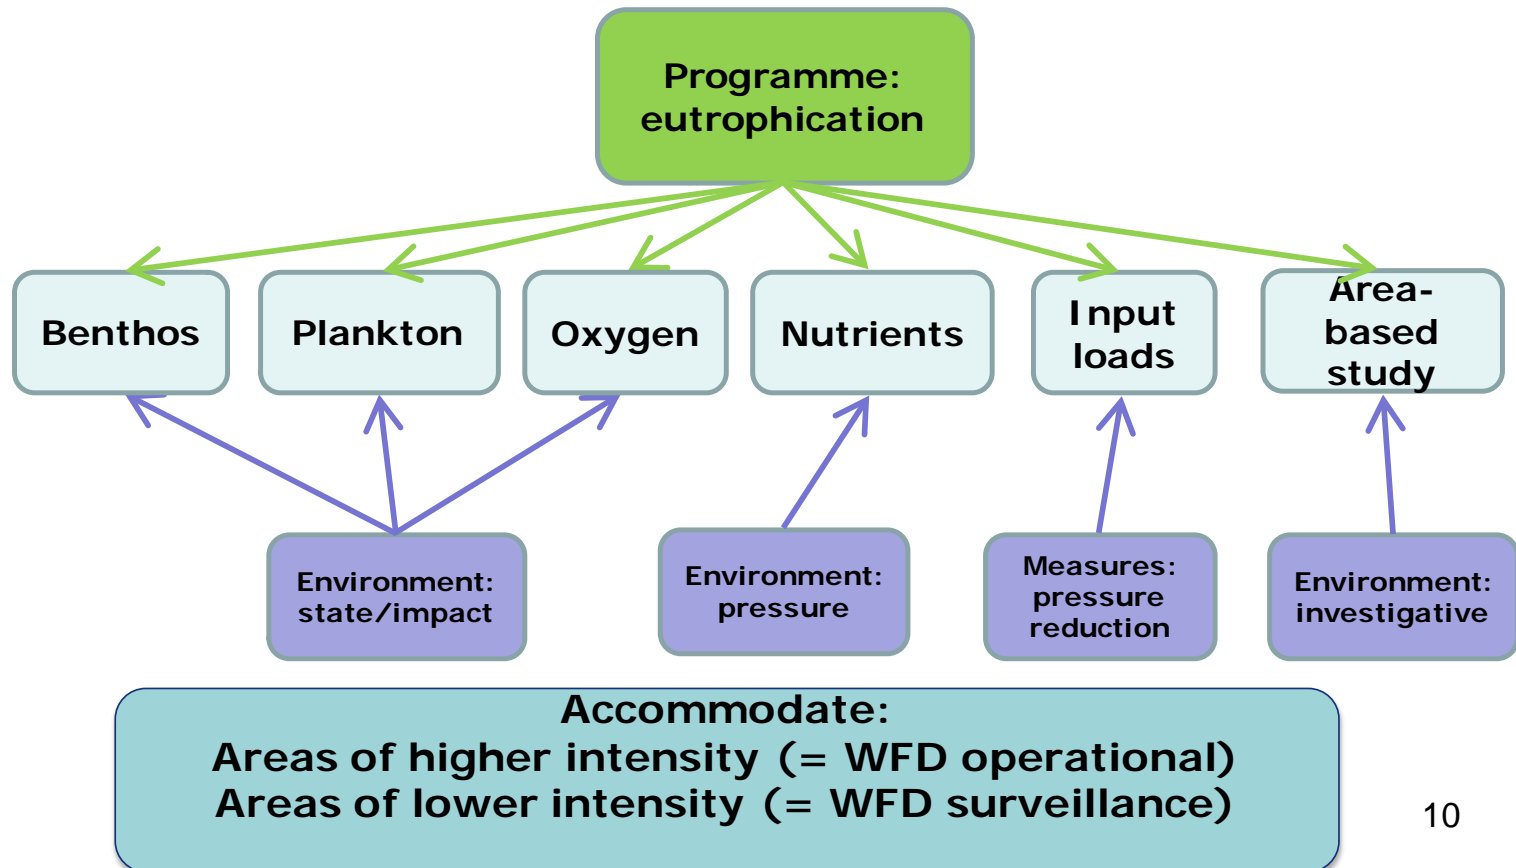 Programme:
eutrophication
Benthos
Plankton
Oxygen
Nutrients
Input
loads
Area-
based
study
Environment:
state/impact
Environment:
pressure
Measures:
pressure
reduction
Environment:
investigative
Accommodate:
Areas of higher intensity (= WFD operational)
Areas of lower intensity (= WFD surveillance)
10